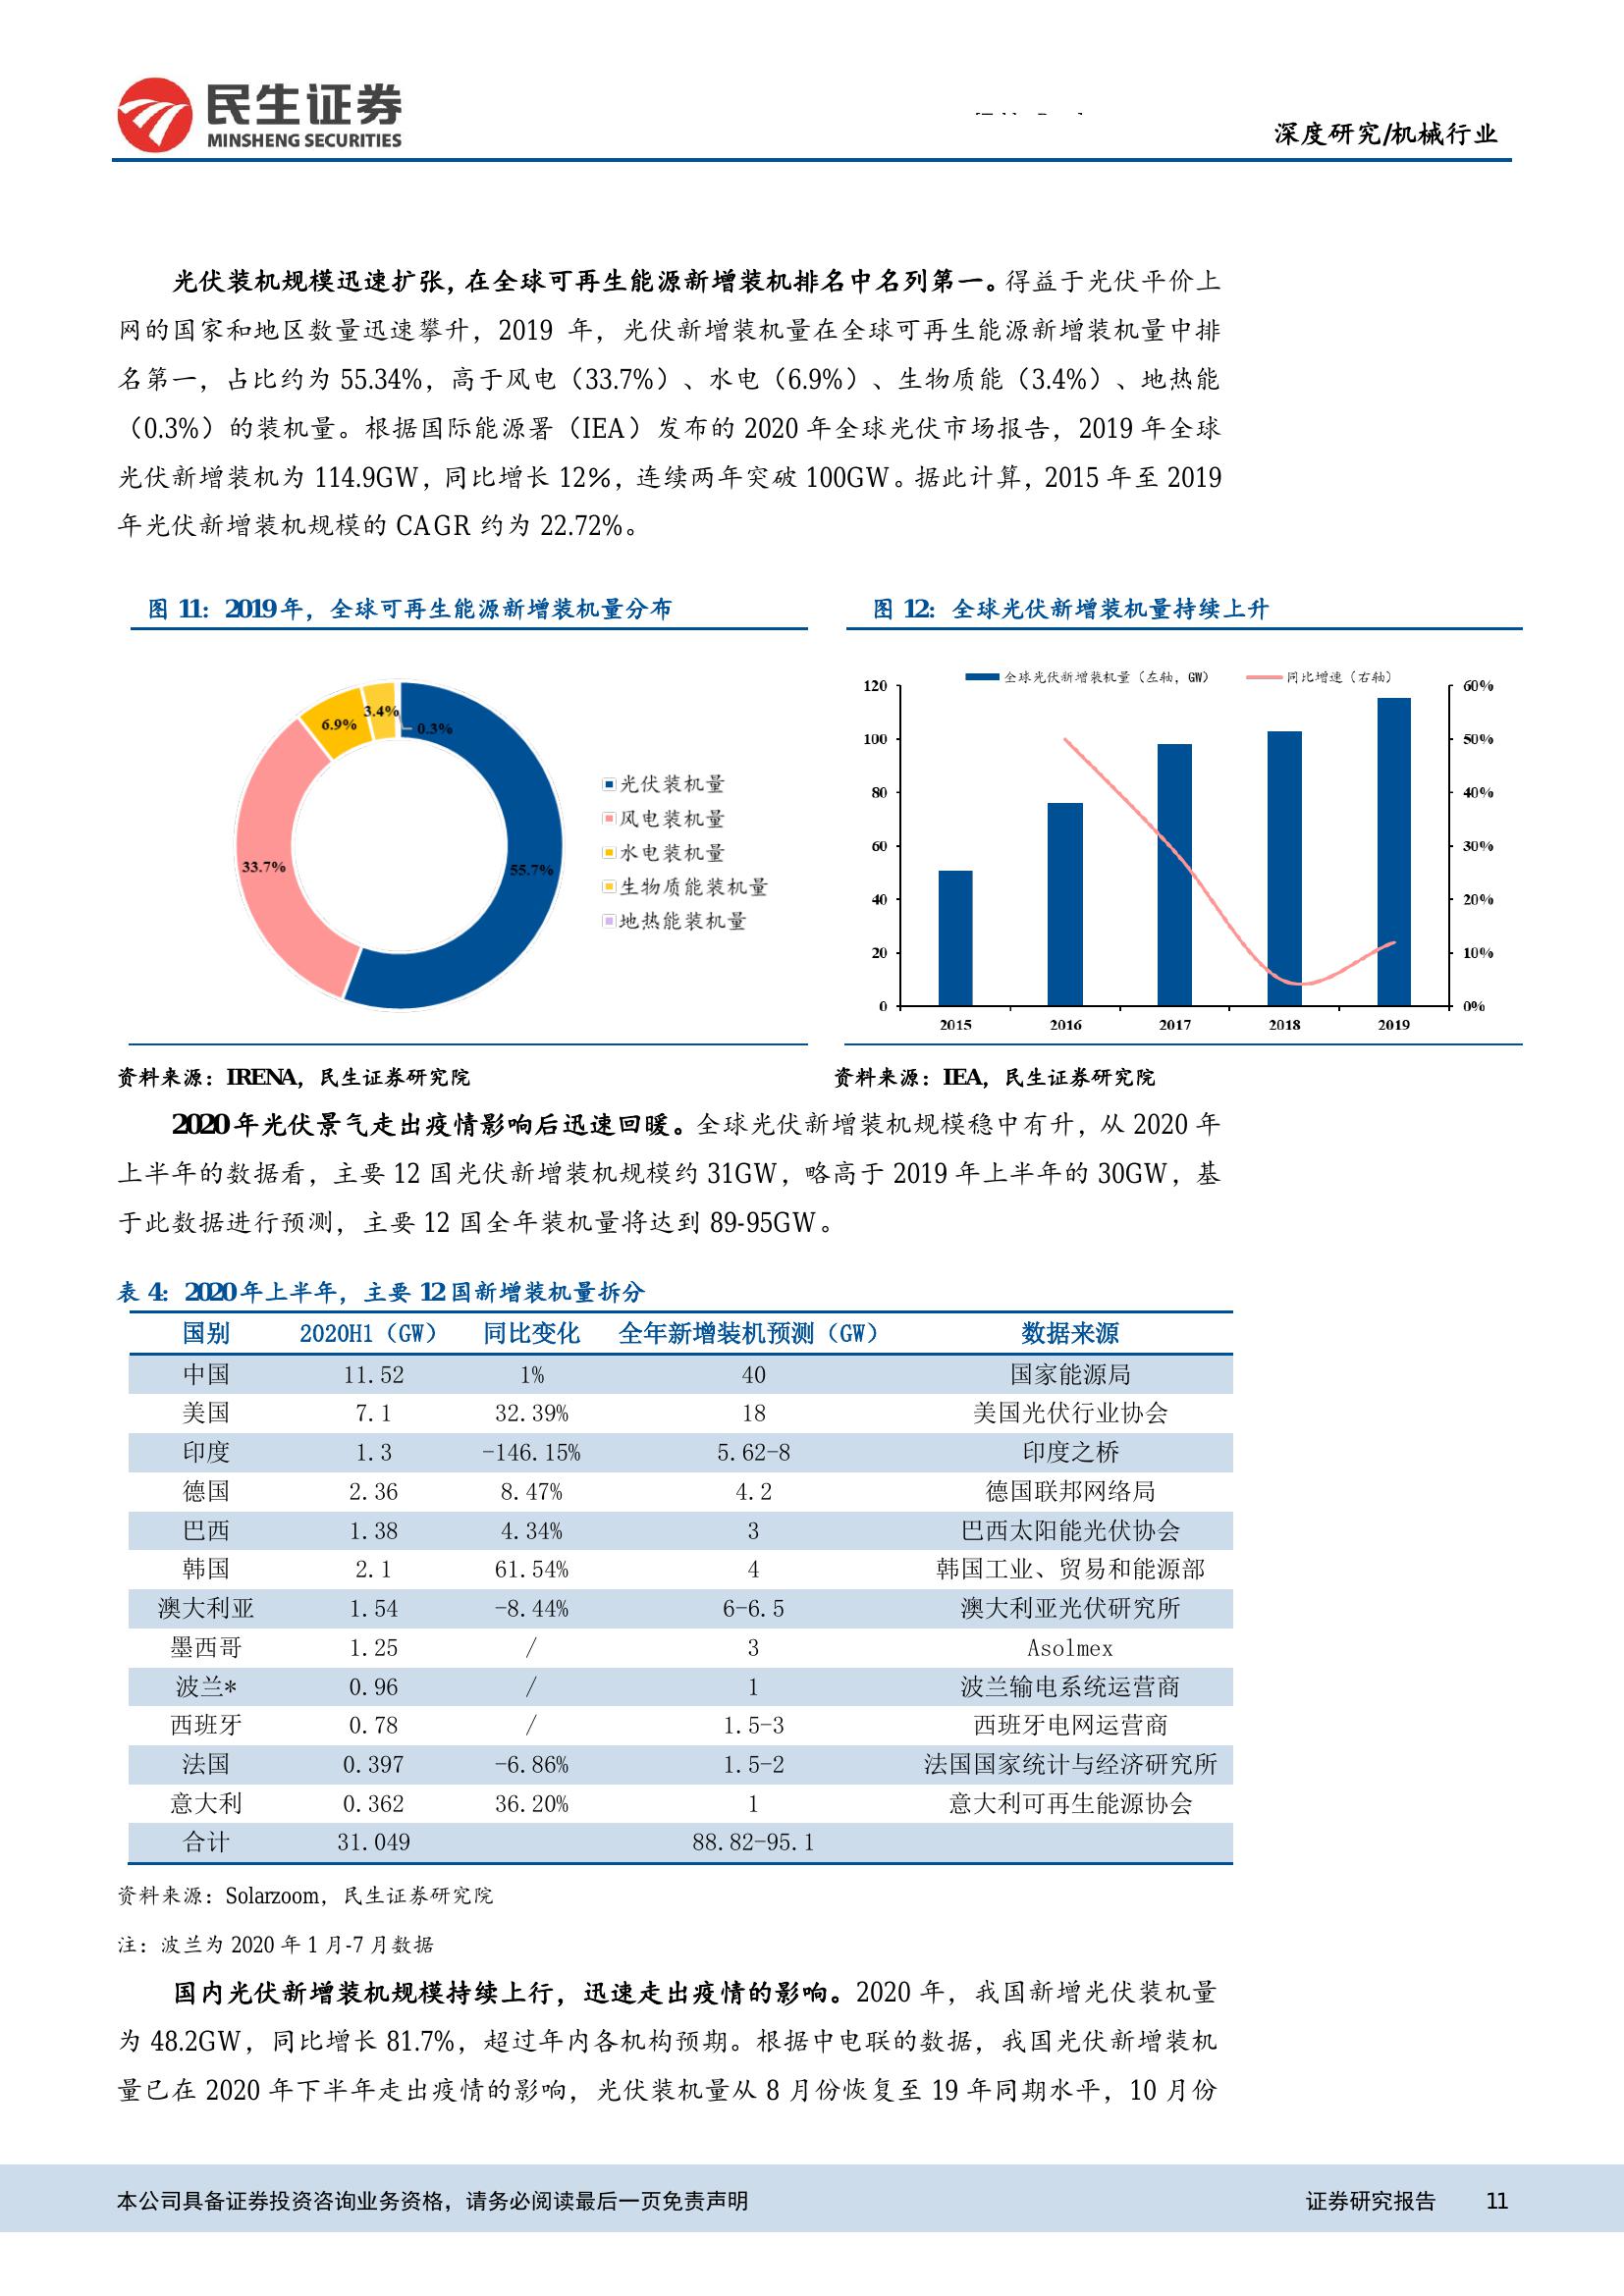 民生证券
MINSHENG SECURITIES
深度研究/机械行业
光伏装机规模迅速扩张，在全球可再生能源新增装机排名中名列第一。得益于光伏平价上
网的国家和地区数量迅速攀升，2019 年，光伏新增装机量在全球可再生能源新增装机量中排
名第一，占比约为 55.34%，高于风电（33.7%）、水电（6.9%）、生物质能（3.4%）、地热能
（0.3%）的装机量。根据国际能源署（IEA）发布的 2020 年全球光伏市场报告，2019 年全球
光伏新增装机为 114.9GW，同比增长 12%，连续两年突破 100GW。据此计算，2015 年至 2019
年光伏新增装机规模的 CAGR 约为 22.72%。
图 11：2019 年，全球可再生能源新增装机量分布
55.7%
33.7%
6.9%
3.4%
0.3%
光伏装机量
风电装机量
水电装机量
生物质能装机量
地热能装机量
资料来源：IRENA，民生证券研究院
图 12：全球光伏新增装机量持续上升
全球光伏新增装机量（左轴，GW） 同比增速（右轴）
120 60%
100 50%
80 40%
60 30%
40 20%
20 10%
0 0%
2015 2016 2017 2018 2019
资料来源：IEA，民生证券研究院
2020 年光伏景气走出疫情影响后迅速回暖。全球光伏新增装机规模稳中有升，从 2020 年
上半年的数据看，主要 12 国光伏新增装机规模约 31GW，略高于 2019 年上半年的 30GW，基
于此数据进行预测，主要 12 国全年装机量将达到 89-95GW。
表 4：2020 年上半年，主要 12 国新增装机量拆分
国别 2020H1（GW） 同比变化 全年新增装机预测（GW） 数据来源
中国 11.52 1% 40 国家能源局
美国 7.1 32.39% 18 美国光伏行业协会
印度 1.3 -146.15% 5.62-8 印度之桥
德国 2.36 8.47% 4.2 德国联邦网络局
巴西 1.38 4.34% 3 巴西太阳能光伏协会
韩国 2.1 61.54% 4 韩国工业、贸易和能源部
澳大利亚 1.54 -8.44% 6-6.5 澳大利亚光伏研究所
墨西哥 1.25 / 3 Asolmex
波兰* 0.96 / 1 波兰输电系统运营商
西班牙 0.78 / 1.5-3 西班牙电网运营商
法国 0.397 -6.86% 1.5-2 法国国家统计与经济研究所
意大利 0.362 36.20% 1 意大利可再生能源协会
合计 31.049 88.82-95.1
资料来源：Solarzoom，民生证券研究院
注：波兰为 2020 年 1 月-7 月数据
国内光伏新增装机规模持续上行，迅速走出疫情的影响。2020 年，我国新增光伏装机量
为 48.2GW，同比增长 81.7%，超过年内各机构预期。根据中电联的数据，我国光伏新增装机
量已在 2020 年下半年走出疫情的影响，光伏装机量从 8 月份恢复至 19 年同期水平，10 月份
本公司具备证券投资咨询业务资格，请务必阅读最后一页免责声明 证券研究报告 11